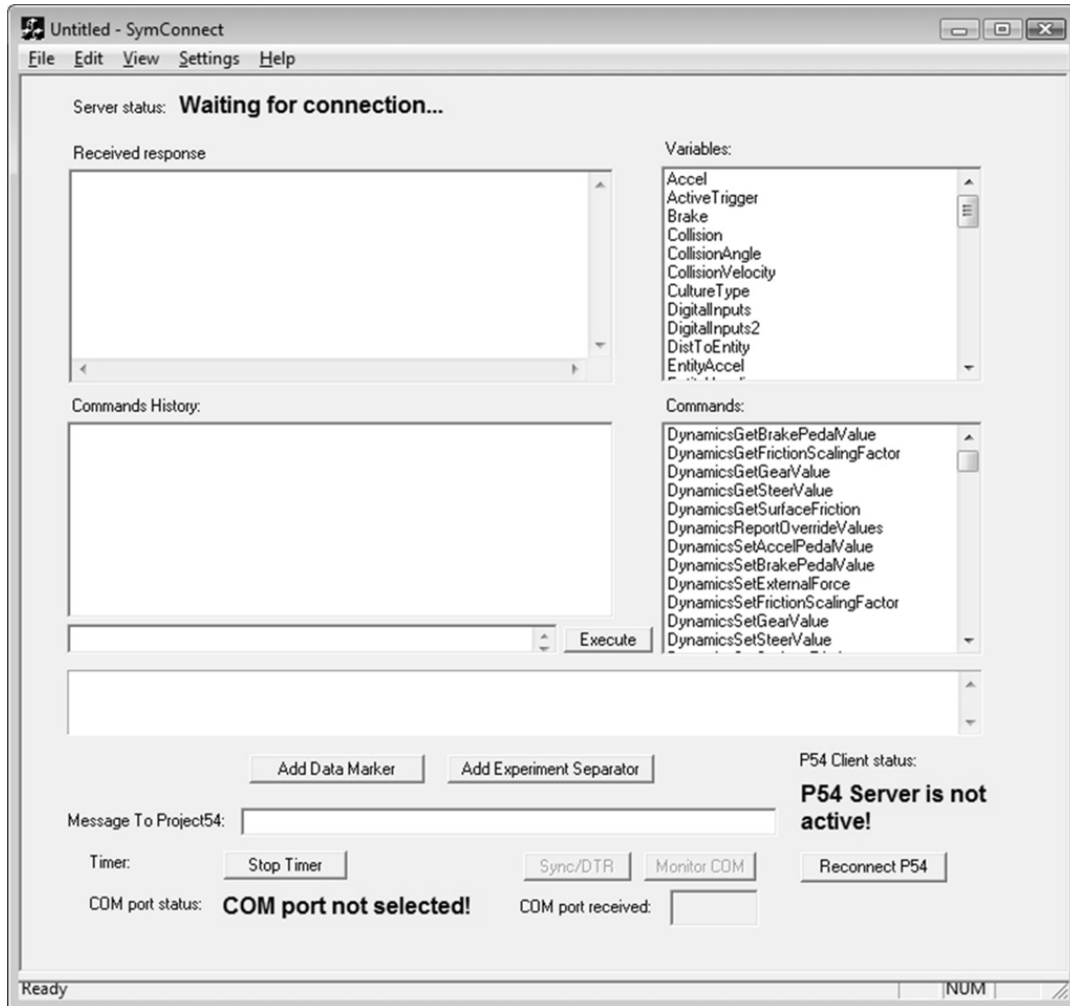 Untitled - SymConnect
File Edit View Settings Help
Server status: Waiting for connection...
Received response
Variables:
Accel
ActiveTrigger
Brake
Collision
CollisionAngle
CollisionVelocity
CultureType
DigitalInputs
DigitalInputs2
DistToEntity
EntityAccel
Commands History:
Commands:
DynamicsGetBrakePedalValue
DynamicsGetFrictionScalingFactor
DynamicsGetGearValue
DynamicsGetSteerValue
DynamicsGetSurfaceFriction
DynamicsReportOverrideValues
DynamicsSetAccelPedalValue
DynamicsSetBrakePedalValue
DynamicsSetExternalForce
DynamicsSetFrictionScalingFactor
DynamicsSetGearValue
DynamicsSetSteerValue
Execute
Add Data Marker Add Experiment Separator
P54 Client status:
P54 Server is not
active!
Message To Project54:
Timer: Stop Timer Sync/DTR Monitor COM Reconnect P54
COM port status: COM port not selected! COM port received:
Ready NUM